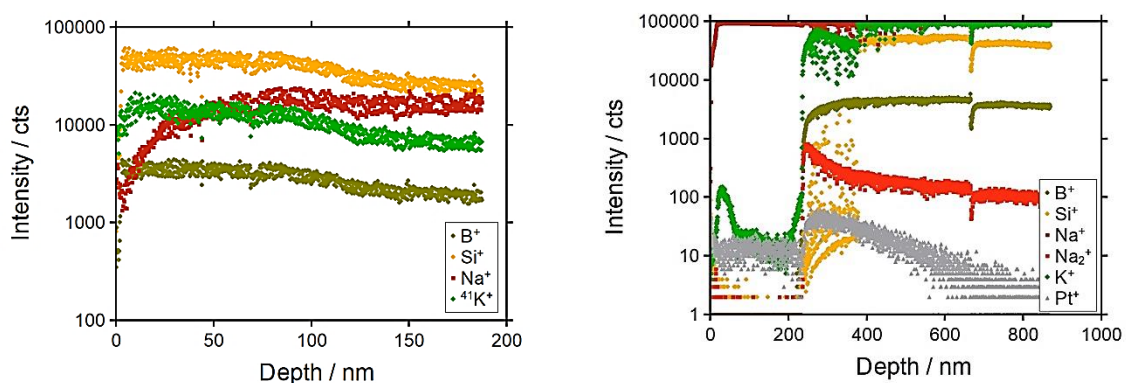 100000
10000
1000
100
Intensity / cts
0
50
100
150
200
Depth / nm
B⁺
Si⁺
Na⁺
⁴¹K⁺
100000
10000
1000
100
10
1
Intensity / cts
0
200
400
600
800
1000
Depth / nm
B⁺
Si⁺
Na⁺
Na₂⁺
K⁺
Pt⁺